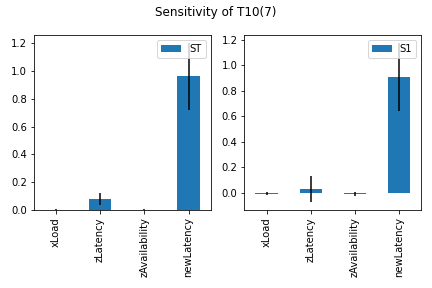 Sensitivity of T10(7)
1.2
1.0
0.8
0.6
0.4
0.2
0.0
ST
xLoad
zLatency
zAvailability
newLatency
1.2
1.0
0.8
0.6
0.4
0.2
0.0
S1
xLoad
zLatency
zAvailability
newLatency